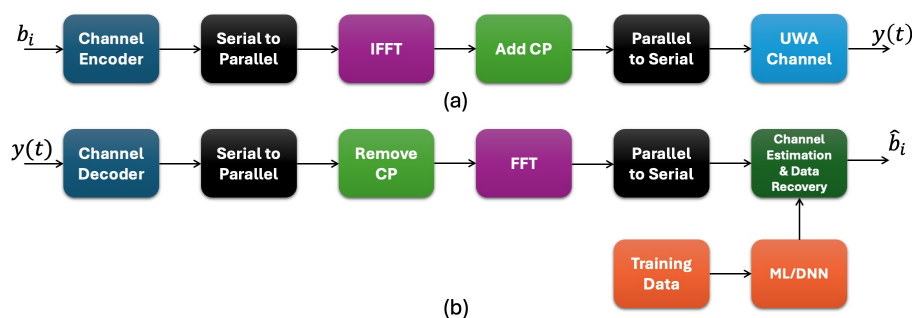 b_i
Channel
Encoder
Serial to
Parallel
IFFT
Add CP
Parallel
to Serial
UWA
Channel
y(t)
(a)
y(t)
Channel
Decoder
Serial to
Parallel
Remove
CP
FFT
Parallel
to Serial
Channel
Estimation
& Data
Recovery
b̂_i
Training
Data
ML/DNN
(b)